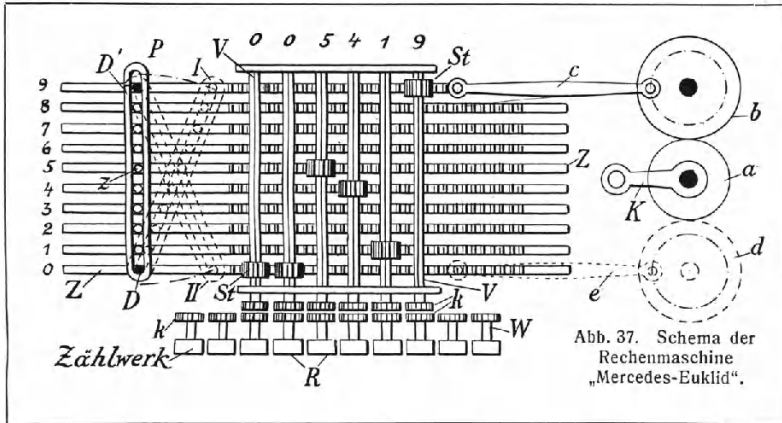 0 0 5 4 1 9
D' P I V St c
9
8
7
6
5
4
3
2
1
0
b
z Z a
K
d
Z D II St V e
k k W
Zählwerk R
Abb. 37. Schema der
Rechenmaschine
„Mercedes-Euklid“.